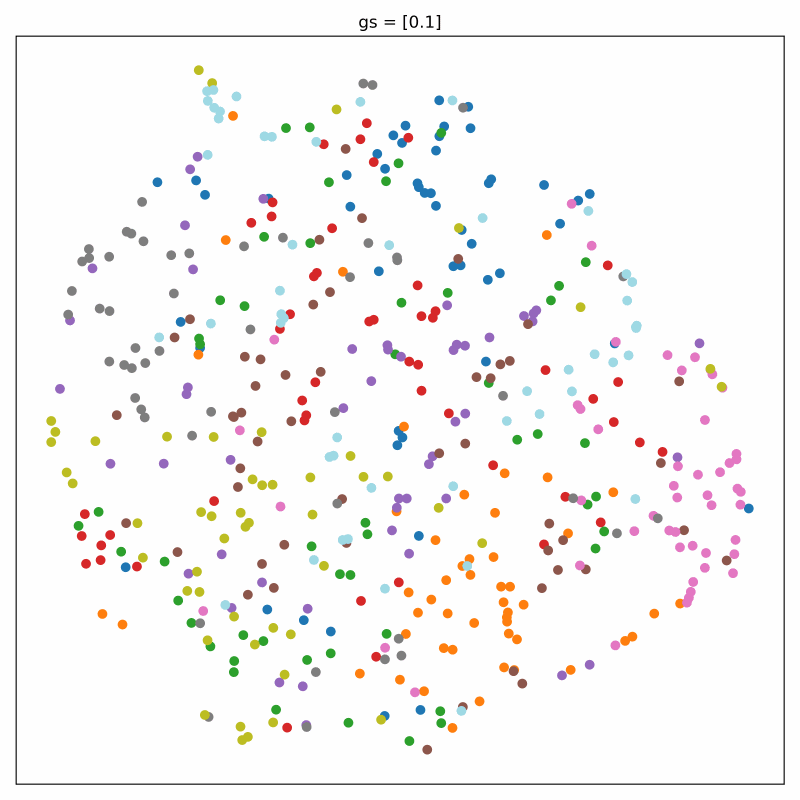 gs = [0.1]